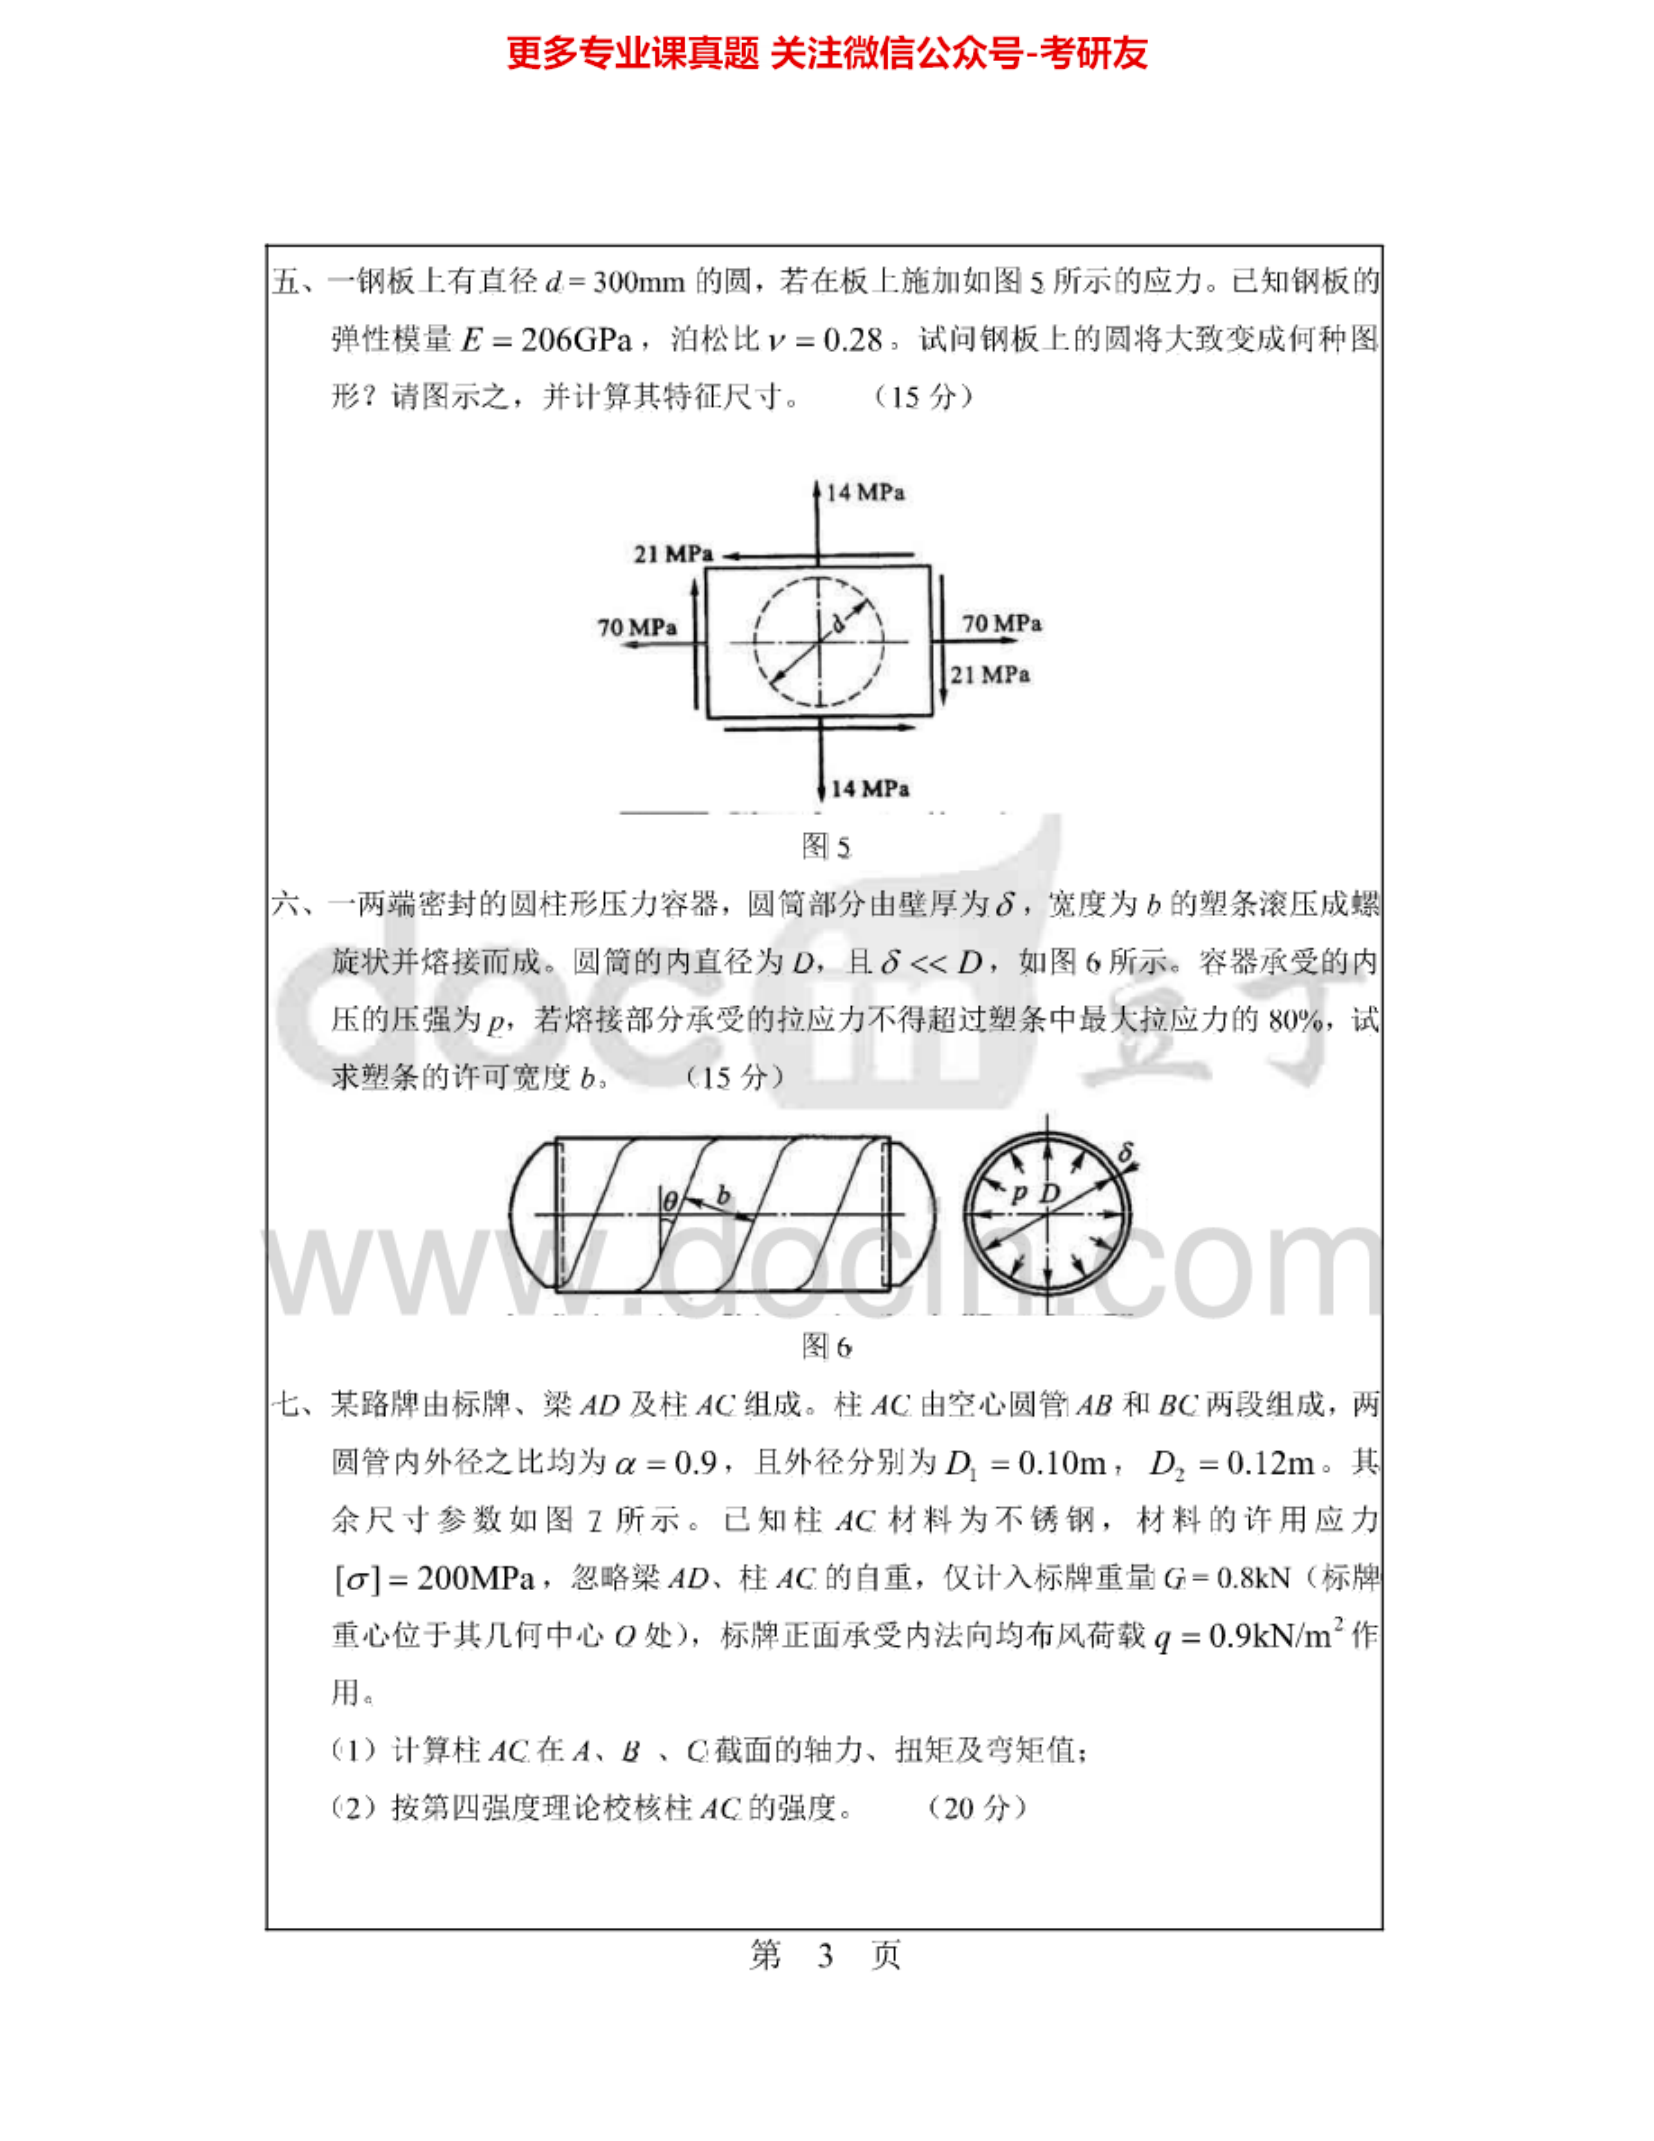 更多专业课真题 关注微信公众号-考研友
五、一钢板上有直径 d = 300mm 的圆，若在板上施加如图 5 所示的应力。已知钢板的
弹性模量 E = 206GPa，泊松比 ν = 0.28。试问钢板上的圆将大致变成何种图
形？请图示之，并计算其特征尺寸。 （15 分）
14 MPa
21 MPa
70 MPa
d
70 MPa
21 MPa
14 MPa
图 5
六、一两端密封的圆柱形压力容器，圆筒部分由壁厚为 δ，宽度为 b 的塑条滚压成螺
旋状并熔接而成。圆筒的内直径为 D，且 δ << D，如图 6 所示。容器承受的内
压的压强为 p，若熔接部分承受的拉应力不得超过塑条中最大拉应力的 80%，试
求塑条的许可宽度 b。 （15 分）
docin 豆丁
θ b p D δ
www.docin.com
图 6
七、某路牌由标牌、梁 AD 及柱 AC 组成。柱 AC 由空心圆管 AB 和 BC 两段组成，两
圆管内外径之比均为 α = 0.9，且外径分别为 D₁ = 0.10m， D₂ = 0.12m。其
余尺寸参数如图 7 所示。已知柱 AC 材料为不锈钢，材料的许用应力
[σ] = 200MPa，忽略梁 AD、柱 AC 的自重，仅计入标牌重量 G = 0.8kN（标牌
重心位于其几何中心 O 处），标牌正面承受内法向均布风荷载 q = 0.9kN/m² 作
用。
（1）计算柱 AC 在 A、B 、C 截面的轴力、扭矩及弯矩值；
（2）按第四强度理论校核柱 AC 的强度。 （20 分）
第 3 页